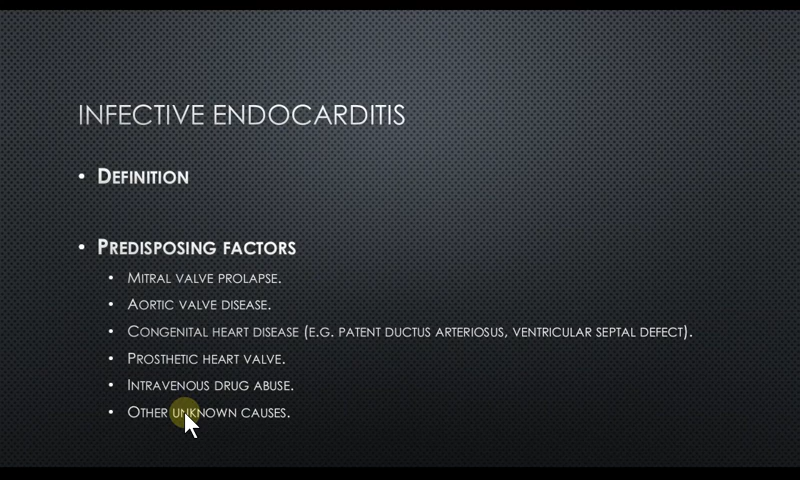 INFECTIVE ENDOCARDITIS
• DEFINITION
• PREDISPOSING FACTORS
• MITRAL VALVE PROLAPSE.
• AORTIC VALVE DISEASE.
• CONGENITAL HEART DISEASE (E.G. PATENT DUCTUS ARTERIOSUS, VENTRICULAR SEPTAL DEFECT).
• PROSTHETIC HEART VALVE.
• INTRAVENOUS DRUG ABUSE.
• OTHER UNKNOWN CAUSES.